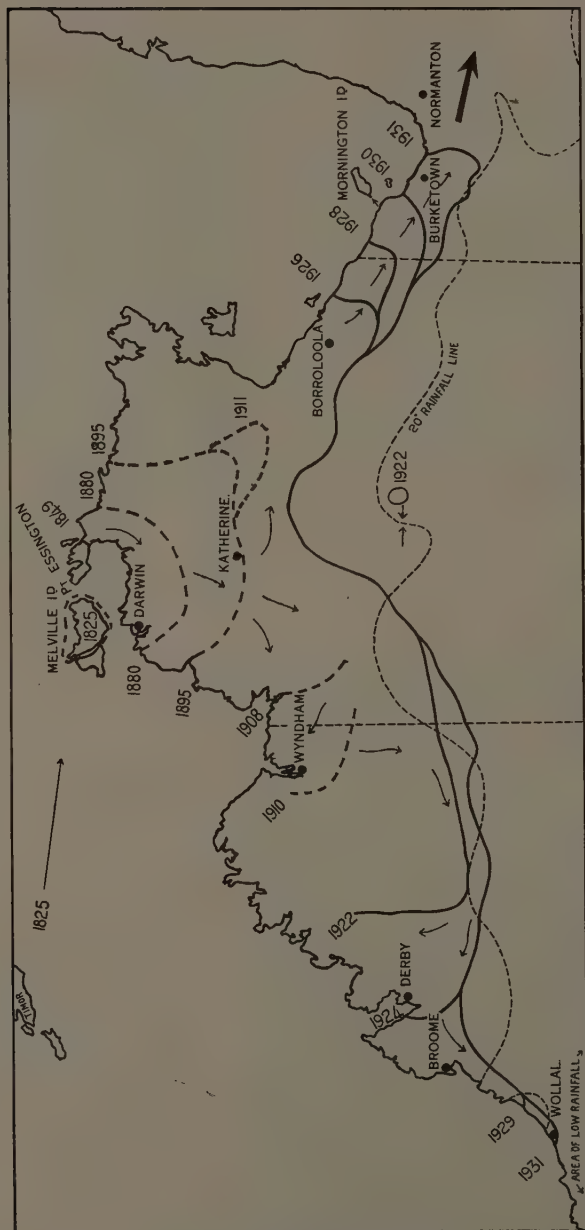 TIMOR
1825
MELVILLE ID
1825
PT ESSINGTON
1849
1880
1895
DARWIN
1880
1895
KATHERINE.
1911
1908
WYNDHAM
1910
1922
DERBY
1924
BROOME
1929
WOLLAL
1931
AREA OF LOW RAINFALL
20" RAINFALL LINE
1922
BORROLOOLA
1926
1928
MORNINGTON ID
1930
1931
BURKETOWN
NORMANTON